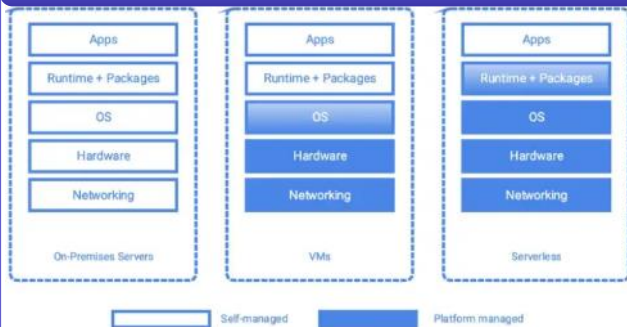 Apps
Runtime + Packages
OS
Hardware
Networking
On-Premises Servers
Apps
Runtime + Packages
OS
Hardware
Networking
VMs
Apps
Runtime + Packages
OS
Hardware
Networking
Serverless
Self-managed
Platform managed